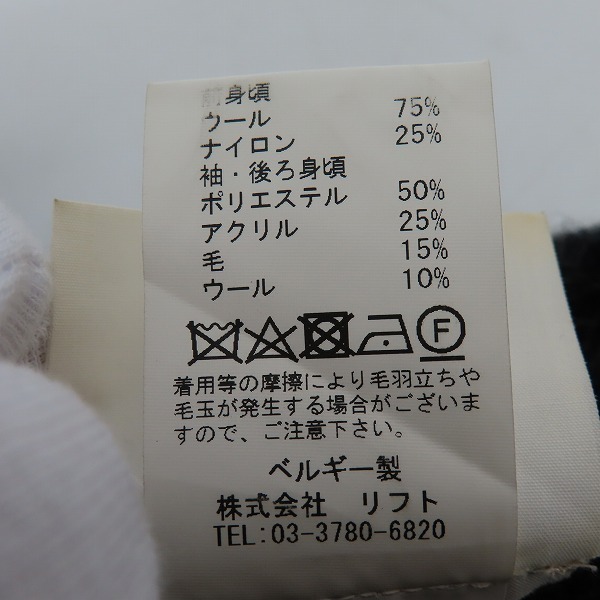 前身頃
ウール 75%
ナイロン 25%
袖・後ろ身頃
ポリエステル 50%
アクリル 25%
毛 15%
ウール 10%
F
着用等の摩擦により毛羽立ちや
毛玉が発生する場合がございま
すので、ご注意下さい。
ベルギー製
株式会社 リフト
TEL:03-3780-6820